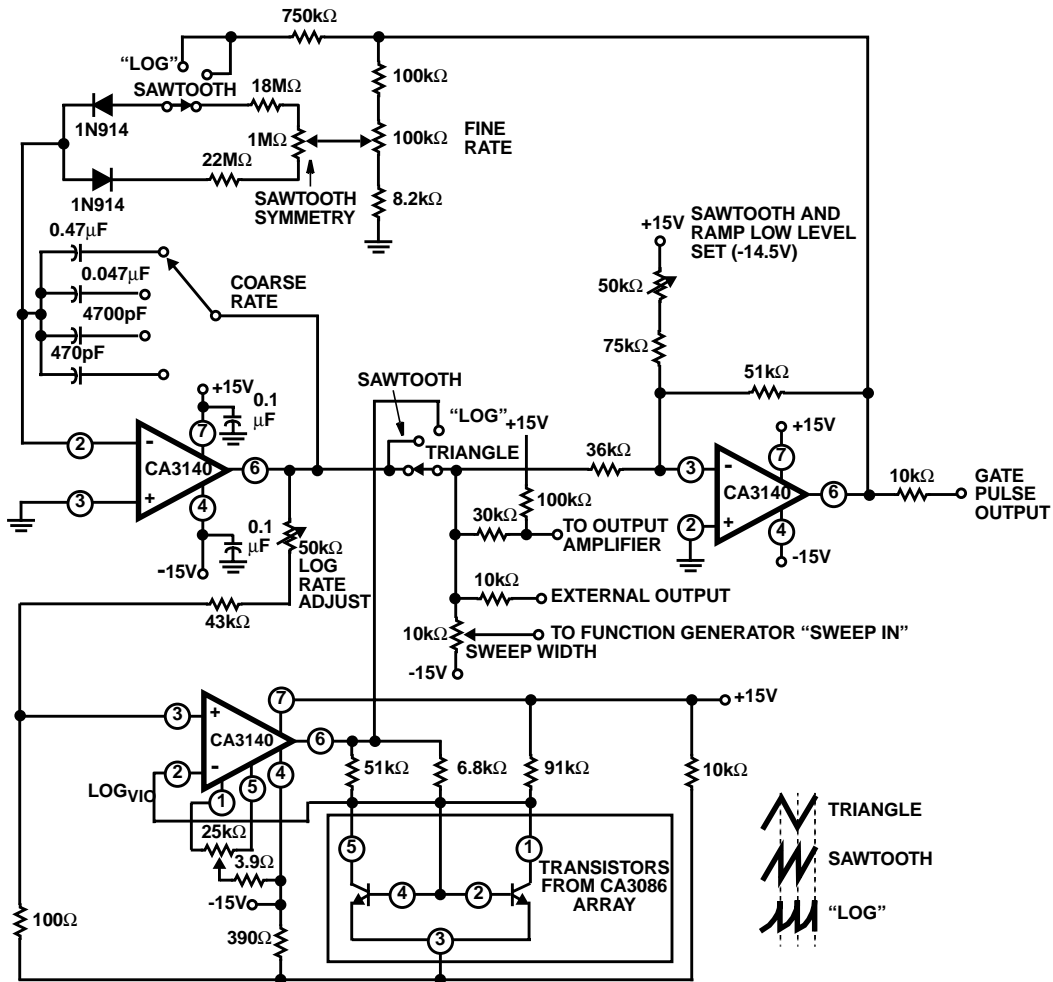 750kΩ
"LOG"
SAWTOOTH
18MΩ
100kΩ
1N914
1MΩ
100kΩ
FINE
RATE
22MΩ
1N914
SAWTOOTH
SYMMETRY
8.2kΩ
0.47μF
0.047μF
4700pF
470pF
COARSE
RATE
+15V
SAWTOOTH AND
RAMP LOW LEVEL
SET (-14.5V)
50kΩ
75kΩ
51kΩ
+15V
0.1
μF
7
2
-
CA3140
6
3
+
4
0.1
μF
-15V
SAWTOOTH
"LOG"
+15V
TRIANGLE
36kΩ
100kΩ
30kΩ
TO OUTPUT
AMPLIFIER
3
-
+15V
7
CA3140
6
2
+
4
-15V
10kΩ
GATE
PULSE
OUTPUT
50kΩ
LOG
RATE
ADJUST
43kΩ
10kΩ
EXTERNAL OUTPUT
10kΩ
TO FUNCTION GENERATOR "SWEEP IN"
SWEEP WIDTH
-15V
7
+15V
3
+
CA3140
6
2
-
4
5
1
LOGVIO
51kΩ
6.8kΩ
91kΩ
10kΩ
25kΩ
3.9Ω
-15V
100Ω
390Ω
5
1
TRANSISTORS
FROM CA3086
ARRAY
4
2
3
TRIANGLE
SAWTOOTH
"LOG"